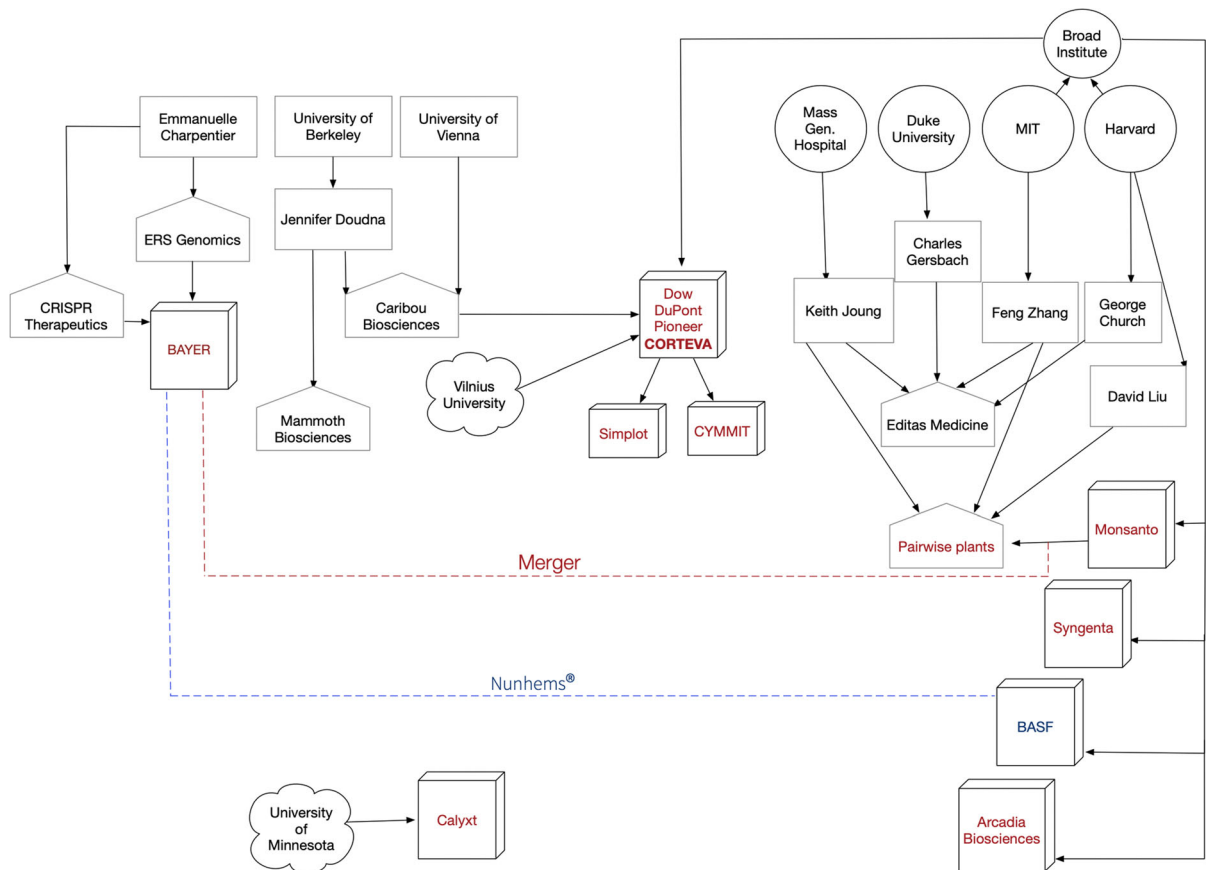 Broad
Institute
Emmanuelle
Charpentier
University of
Berkeley
University of
Vienna
Mass
Gen.
Hospital
Duke
University
MIT
Harvard
Jennifer Doudna
ERS Genomics
Charles
Gersbach
CRISPR
Therapeutics
Caribou
Biosciences
Dow
DuPont
Pioneer
CORTEVA
Keith Joung
Feng Zhang
George
Church
BAYER
Vilnius
University
Mammoth
Biosciences
Simplot
CYMMIT
Editas Medicine
David Liu
Pairwise plants
Monsanto
Merger
Syngenta
Nunhems®
BASF
University
of
Minnesota
Calyxt
Arcadia
Biosciences